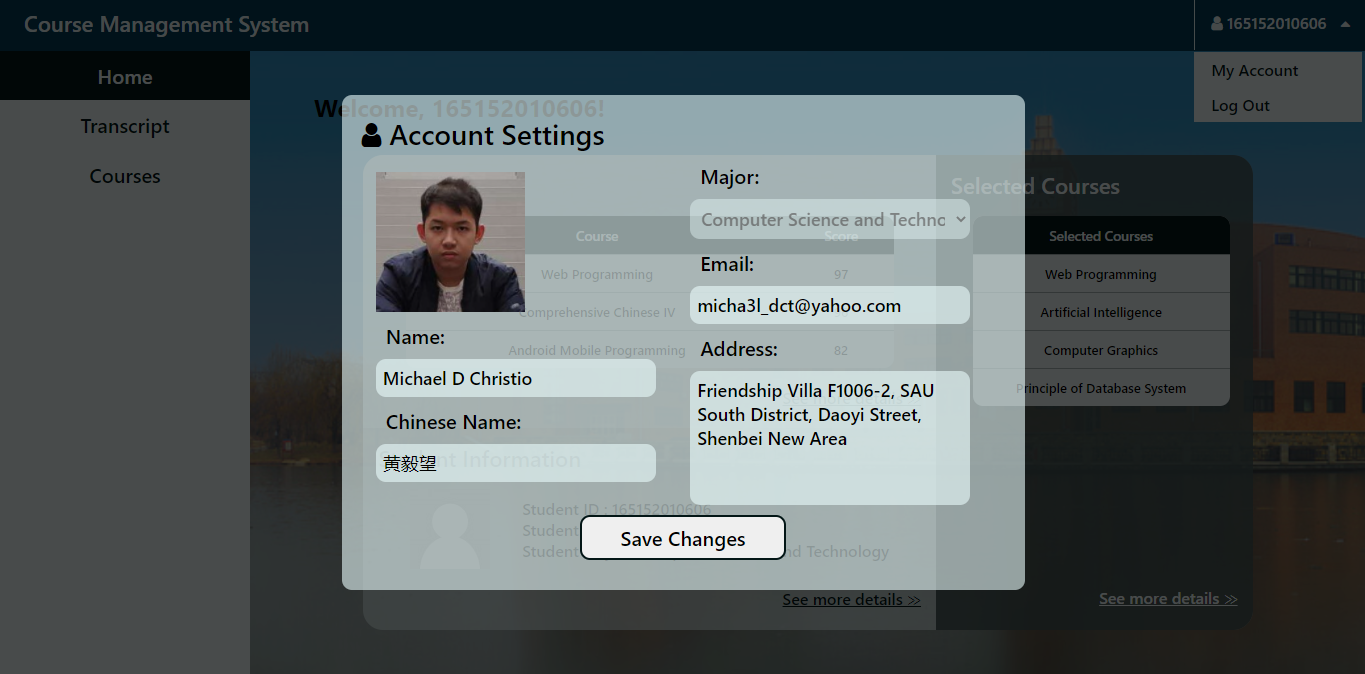 Course Management System
165152010606
My Account
Log Out
Home
Transcript
Courses
Welcome, 165152010606!
Account Settings
Name:
Michael D Christio
Chinese Name:
黄毅望
Major:
Computer Science and Techno
Email:
micha3l_dct@yahoo.com
Address:
Friendship Villa F1006-2, SAU
South District, Daoyi Street,
Shenbei New Area
Save Changes
Course Score
Web Programming 97
Comprehensive Chinese IV
Android Mobile Programming 82
Information
Student ID : 165152010606
Student
Student nd Technology
See more details ≫
Selected Courses
Selected Courses
Web Programming
Artificial Intelligence
Computer Graphics
Principle of Database System
See more details ≫